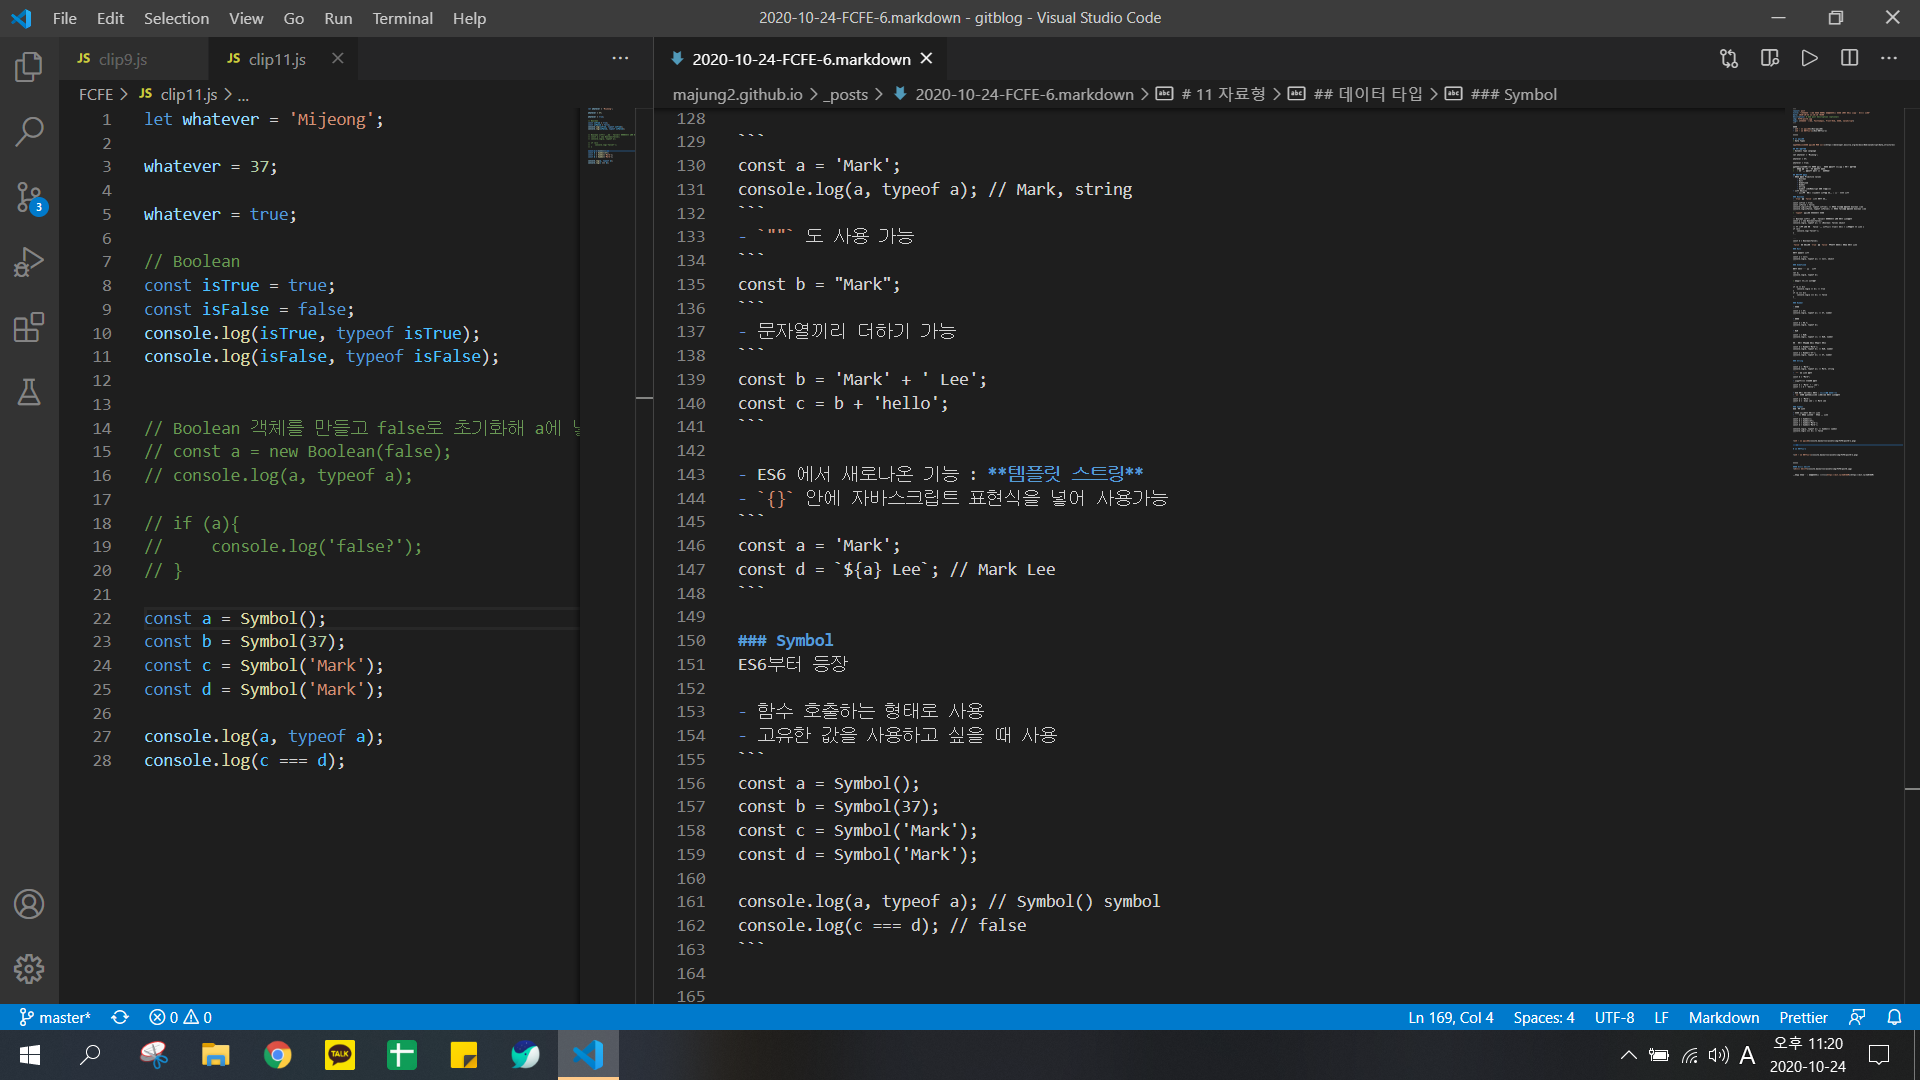 File Edit Selection View Go Run Terminal Help
2020-10-24-FCFE-6.markdown - gitblog - Visual Studio Code
JS clip9.js
JS clip11.js
FCFE > JS clip11.js > ...
1 let whatever = 'Mijeong';
2
3 whatever = 37;
4
5 whatever = true;
6
7 // Boolean
8 const isTrue = true;
9 const isFalse = false;
10 console.log(isTrue, typeof isTrue);
11 console.log(isFalse, typeof isFalse);
12
13
14 // Boolean 객체를 만들고 false로 초기화해 a에
15 // const a = new Boolean(false);
16 // console.log(a, typeof a);
17
18 // if (a){
19 //     console.log('false?');
20 // }
21
22 const a = Symbol();
23 const b = Symbol(37);
24 const c = Symbol('Mark');
25 const d = Symbol('Mark');
26
27 console.log(a, typeof a);
28 console.log(c === d);
2020-10-24-FCFE-6.markdown
majung2.github.io > _posts > 2020-10-24-FCFE-6.markdown > # 11 자료형 > ## 데이터 타입 > ### Symbol
128
129 ```
130 const a = 'Mark';
131 console.log(a, typeof a); // Mark, string
132 ```
133 - `""` 도 사용 가능
134 ```
135 const b = "Mark";
136 ```
137 - 문자열끼리 더하기 가능
138 ```
139 const b = 'Mark' + ' Lee';
140 const c = b + 'hello';
141 ```
142
143 - ES6 에서 새로나온 기능 : **템플릿 스트링**
144 - `{}` 안에 자바스크립트 표현식을 넣어 사용가능
145 ```
146 const a = 'Mark';
147 const d = `${a} Lee`; // Mark Lee
148 ```
149
150 ### Symbol
151 ES6부터 등장
152
153 - 함수 호출하는 형태로 사용
154 - 고유한 값을 사용하고 싶을 때 사용
155 ```
156 const a = Symbol();
157 const b = Symbol(37);
158 const c = Symbol('Mark');
159 const d = Symbol('Mark');
160
161 console.log(a, typeof a); // Symbol() symbol
162 console.log(c === d); // false
163 ```
164
165
3
master* 0 0
Ln 169, Col 4 Spaces: 4 UTF-8 LF Markdown Prettier
TALK
A
오후 11:20
2020-10-24